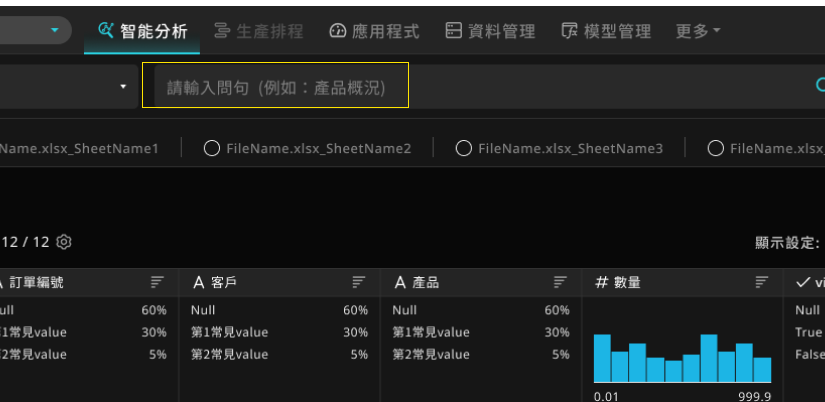 智能分析 生產排程 應用程式 資料管理 模型管理 更多
請輸入問句 (例如：產品概況)
Name.xlsx_SheetName1 FileName.xlsx_SheetName2 FileName.xlsx_SheetName3 FileName.xlsx_
12 / 12 顯示設定:
訂單編號 A 客戶 A 產品 # 數量
60% Null 60% Null 60% Null
常見value 30% 第1常見value 30% 第1常見value 30% True
常見value 5% 第2常見value 5% 第2常見value 5% False
0.01 999.9